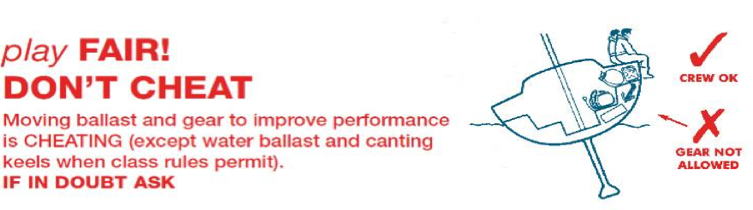 play FAIR!
DON'T CHEAT
Moving ballast and gear to improve performance
is CHEATING (except water ballast and canting
keels when class rules permit).
IF IN DOUBT ASK
CREW OK
GEAR NOT
ALLOWED